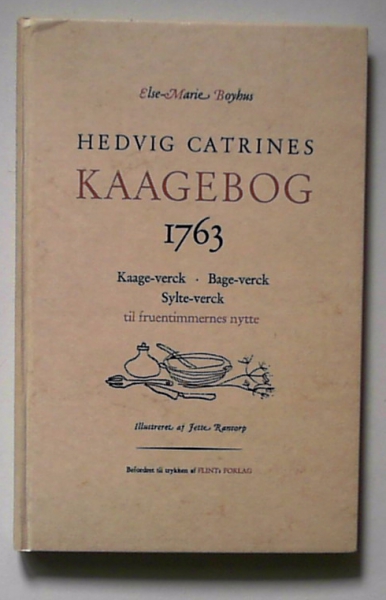 Else-Marie Boyhus
HEDVIG CATRINES
KAAGEBOG
1763
Kaage-verck · Bage-verck
Sylte-verck
til fruentimmernes nytte
Illustreret af Jette Rantorp
Befordret til trykken af FLINTs FORLAG